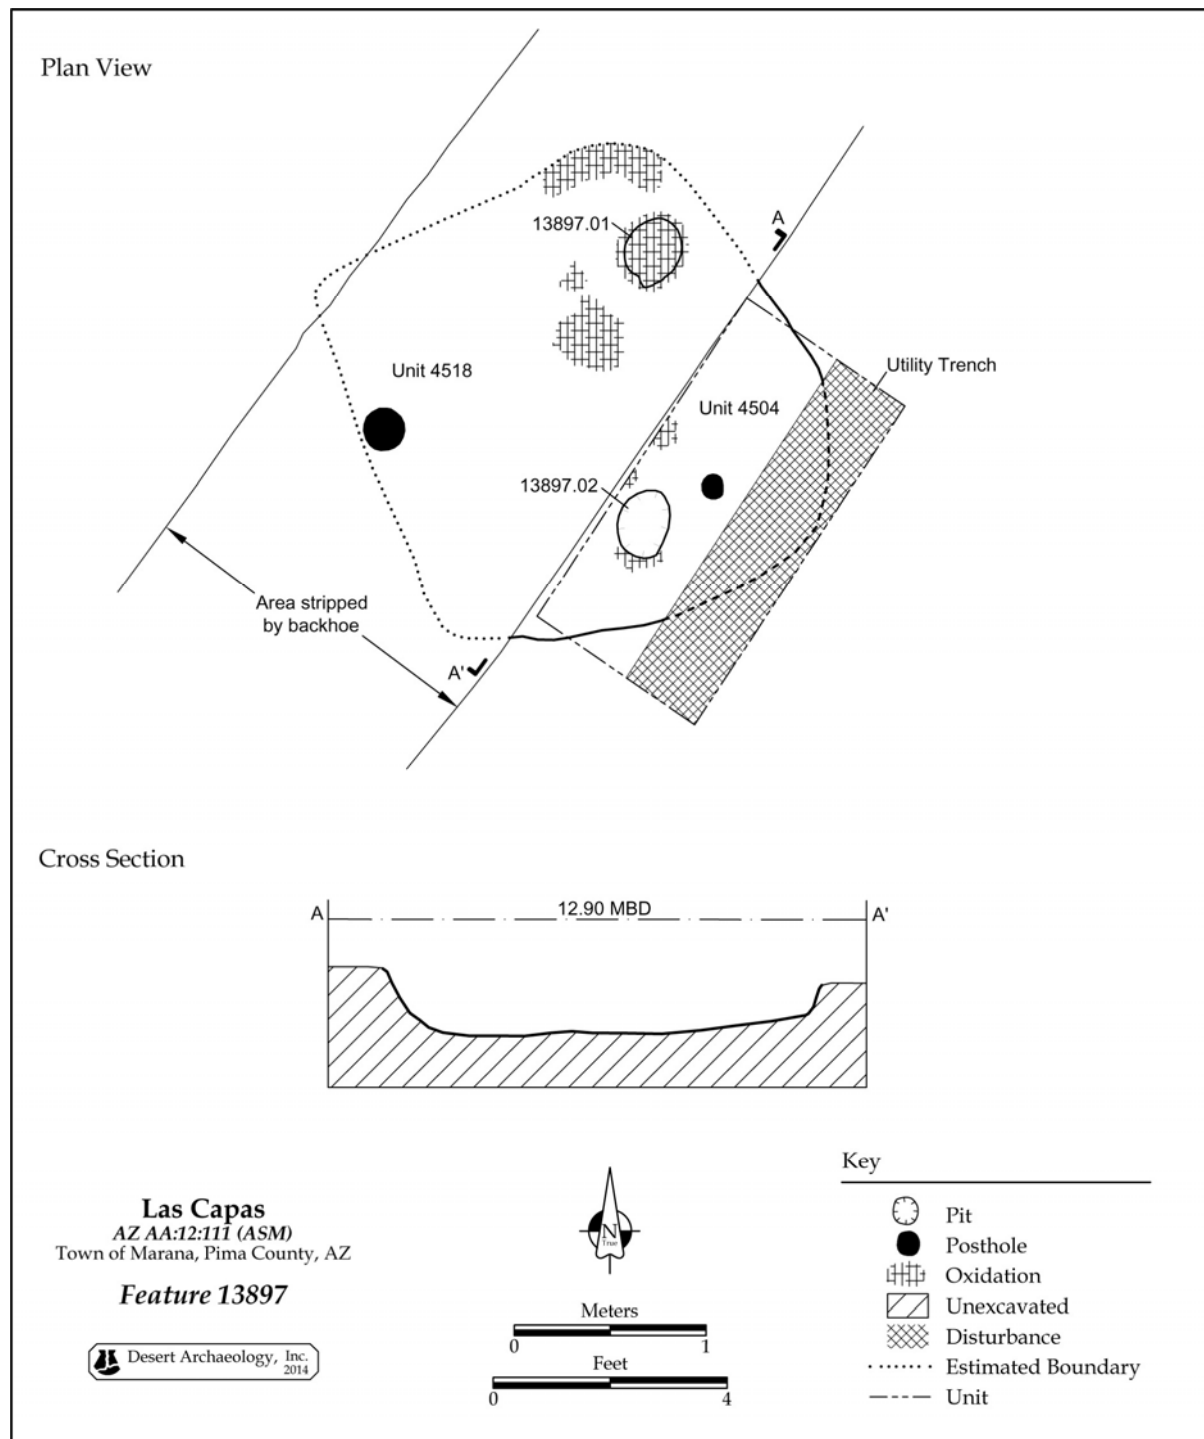 Plan View
A
13897.01
Utility Trench
Unit 4518
Unit 4504
13897.02
Area stripped
by backhoe
A'
Cross Section
A
12.90 MBD
A'
Las Capas
AZ AA:12:111 (ASM)
Town of Marana, Pima County, AZ
Feature 13897
Desert Archaeology, Inc.
2014
N
True
Meters
0 1
Feet
0 4
Key
Pit
Posthole
Oxidation
Unexcavated
Disturbance
Estimated Boundary
Unit